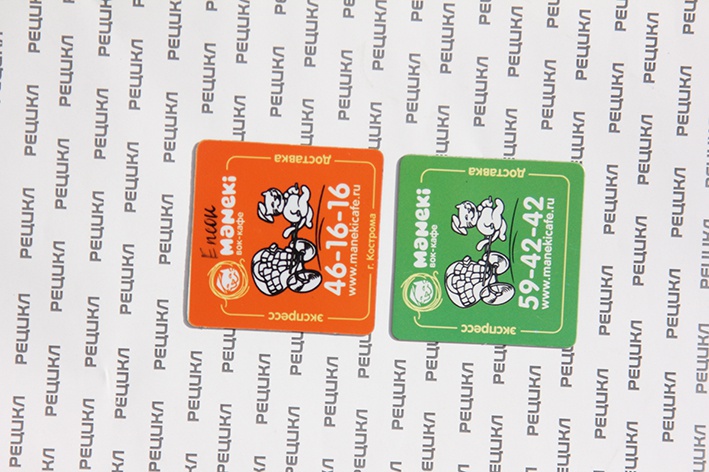 Епсон
maneki
вок-кафе
экспресс
доставка
46-16-16
www.manekicafe.ru
г. Кострома
maneki
вок-кафе
экспресс
доставка
59-42-42
www.manekicafe.ru
РЕЦИКЛ